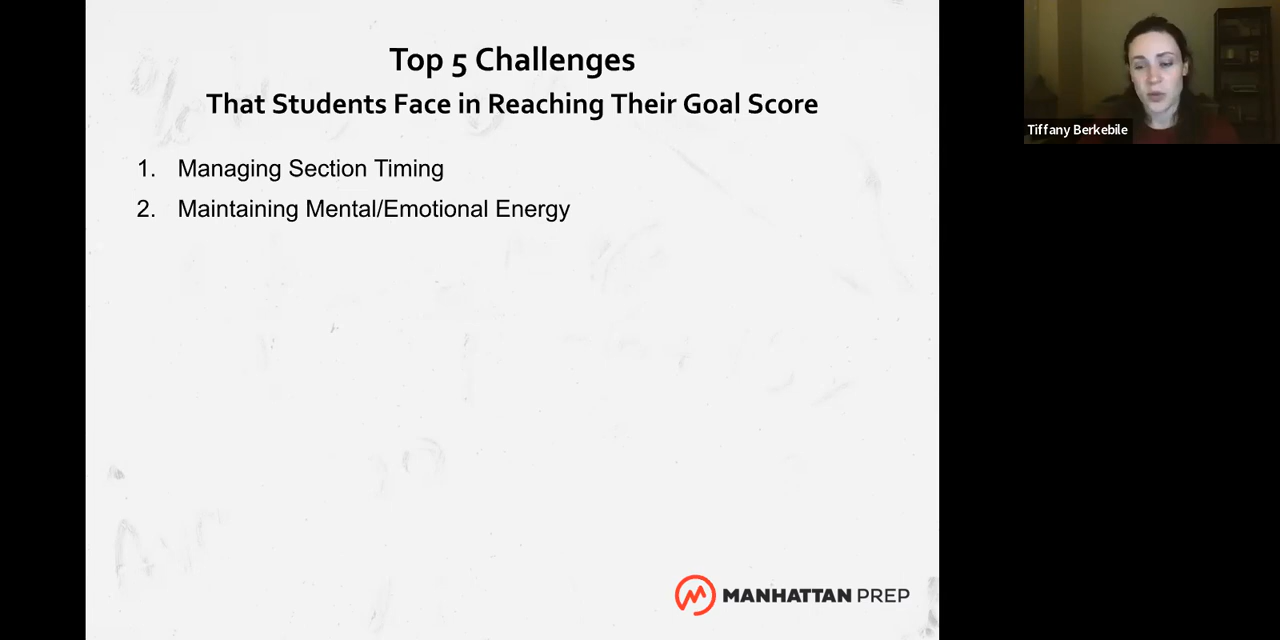 Top 5 Challenges
That Students Face in Reaching Their Goal Score
1. Managing Section Timing
2. Maintaining Mental/Emotional Energy
MANHATTAN PREP
Tiffany Berkebile